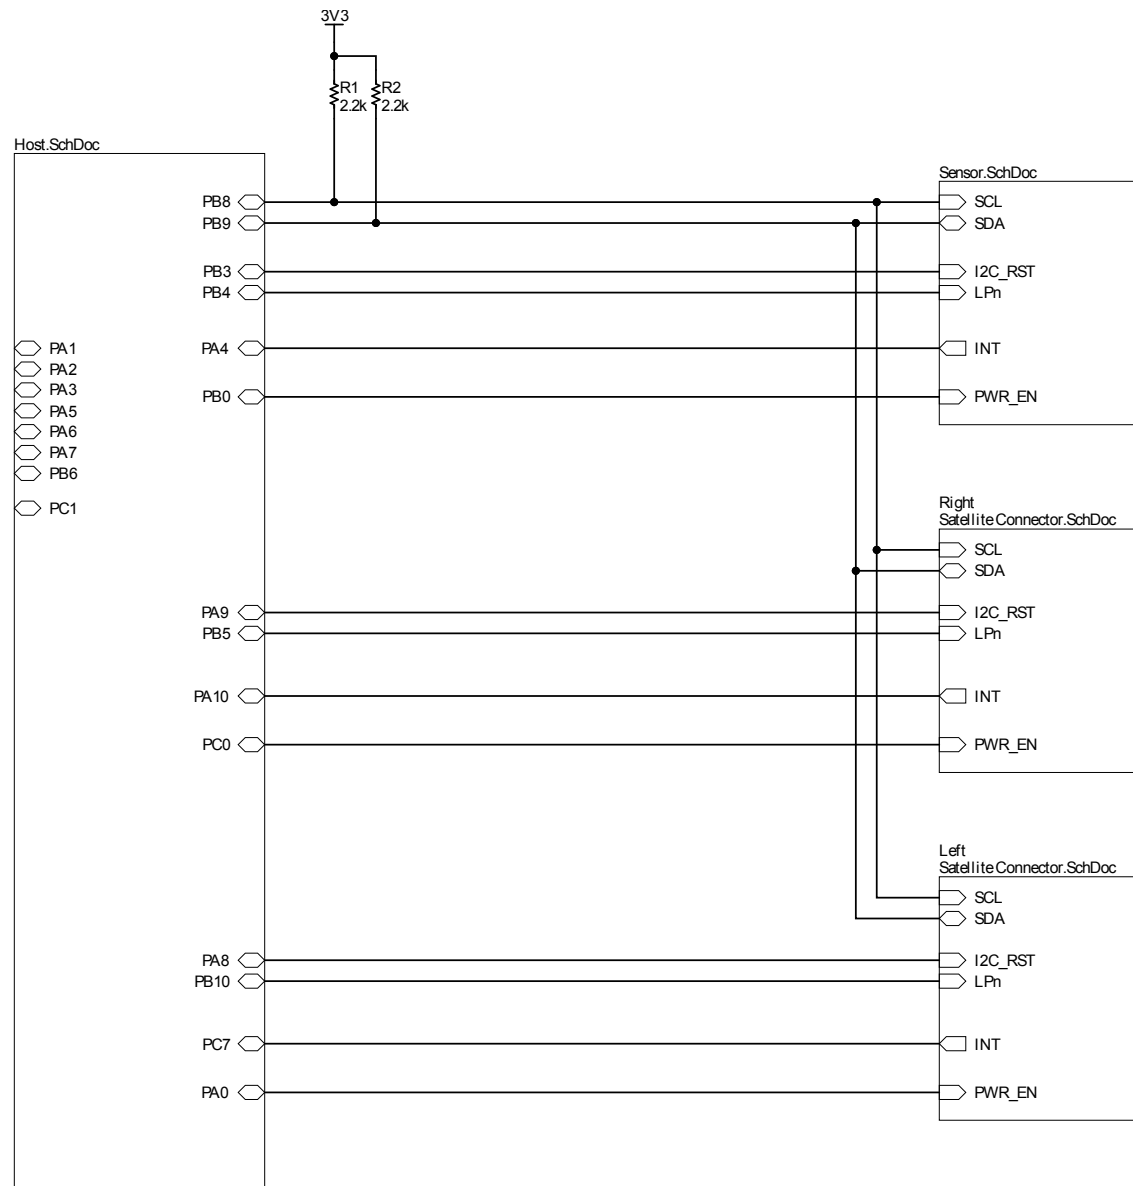 3V3
R1 R2
2.2k 2.2k
Host.SchDoc
Sensor.SchDoc
PB8 SCL
PB9 SDA
PB3 I2C_RST
PB4 LPn
PA1 PA4 INT
PA2
PA3
PA5 PB0 PWR_EN
PA6
PA7
PB6
PC1
Right
Satellite Connector.SchDoc
SCL
SDA
PA9 I2C_RST
PB5 LPn
PA10 INT
PC0 PWR_EN
Left
Satellite Connector.SchDoc
SCL
SDA
PA8 I2C_RST
PB10 LPn
PC7 INT
PA0 PWR_EN